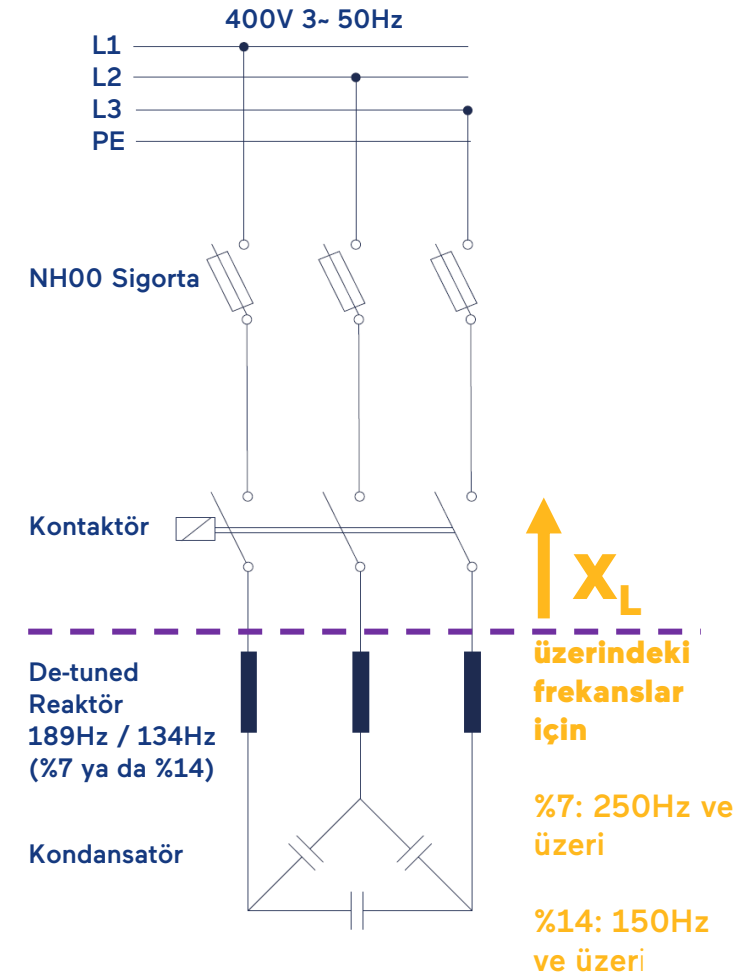 400V 3~ 50Hz
L1
L2
L3
PE
NH00 Sigorta
Kontaktör
XL
De-tuned
Reaktör
189Hz / 134Hz
(%7 ya da %14)
Kondansatör
üzerindeki
frekanslar
için
%7: 250Hz ve
üzeri
%14: 150Hz
ve üzeri